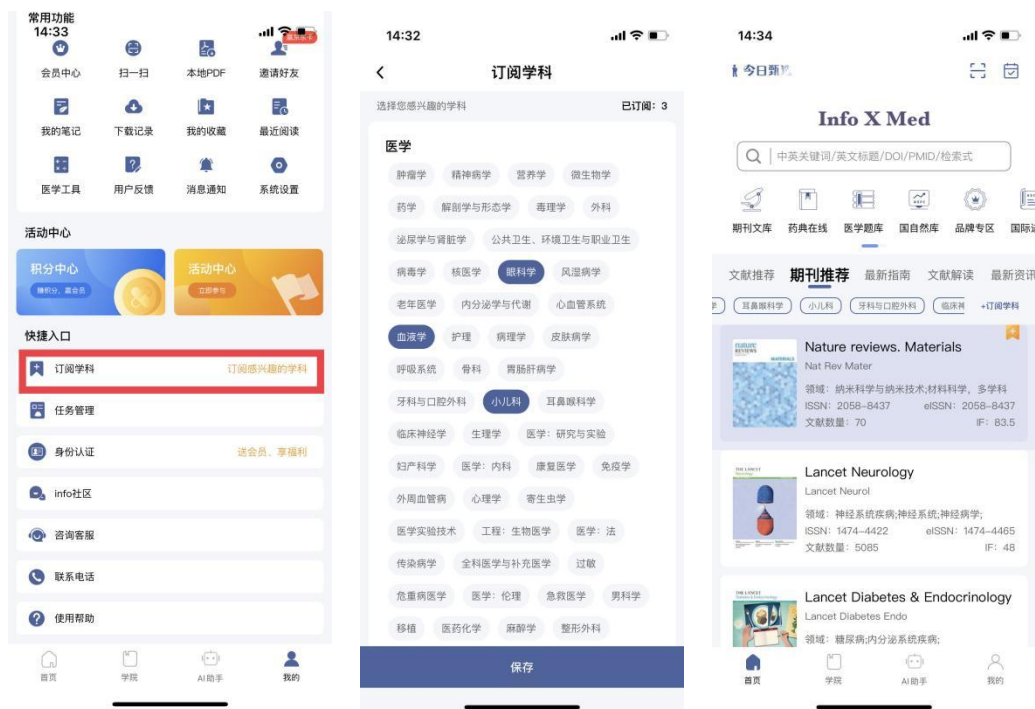 常用功能
14:33
会员中心 扫一扫 本地PDF 邀请好友
我的笔记 下载记录 我的收藏 最近阅读
医学工具 用户反馈 消息通知 系统设置
活动中心
积分中心 活动中心
赚积分、赢会员 立即参与
快捷入口
订阅学科 订阅感兴趣的学科
任务管理
身份认证 送会员、享福利
info社区
咨询客服
联系电话
使用帮助
首页 学院 AI助手 我的
14:32
订阅学科
选择您感兴趣的学科 已订阅：3
医学
肿瘤学 精神病学 营养学 微生物学
药学 解剖学与形态学 毒理学 外科
泌尿学与肾脏学 公共卫生、环境卫生与职业卫生
病毒学 核医学 眼科学 风湿病学
老年医学 内分泌学与代谢 心血管系统
血液学 护理 病理学 皮肤病学
呼吸系统 骨科 胃肠肝病学
牙科与口腔外科 小儿科 耳鼻喉科学
临床神经学 生理学 医学：研究与实验
妇产科学 医学：内科 康复医学 免疫学
外周血管病 心理学 寄生虫学
医学实验技术 工程：生物医学 医学：法
传染病学 全科医学与补充医学 过敏
危重病医学 医学：伦理 急救医学 男科学
移植 医药化学 麻醉学 整形外科
保存
14:34
今日甄
Info X Med
中英关键词/英文标题/DOI/PMID/检索式
期刊文库 药典在线 医学题库 国自然库 品牌专区 国际
文献推荐 期刊推荐 最新指南 文献解读 最新资讯
耳鼻喉科学 小儿科 牙科与口腔外科 临床神 +订阅学科
nature
REVIEWS
MATERIALS
Nature reviews. Materials
Nat Rev Mater
领域：纳米科学与纳米技术;材料科学，多学科
ISSN：2058-8437 eISSN：2058-8437
文献数量：70 IF：83.5
THE LANCET
Neurology
Lancet Neurology
Lancet Neurol
领域：神经系统疾病;神经系统;神经病学;
ISSN：1474-4422 eISSN：1474-4465
文献数量：5085 IF：48
THE LANCET
Diabetes & Endocrinology
Lancet Diabetes & Endocrinology
Lancet Diabetes Endo
领域：糖尿病;内分泌系统疾病;
首页 学院 AI助手 我的